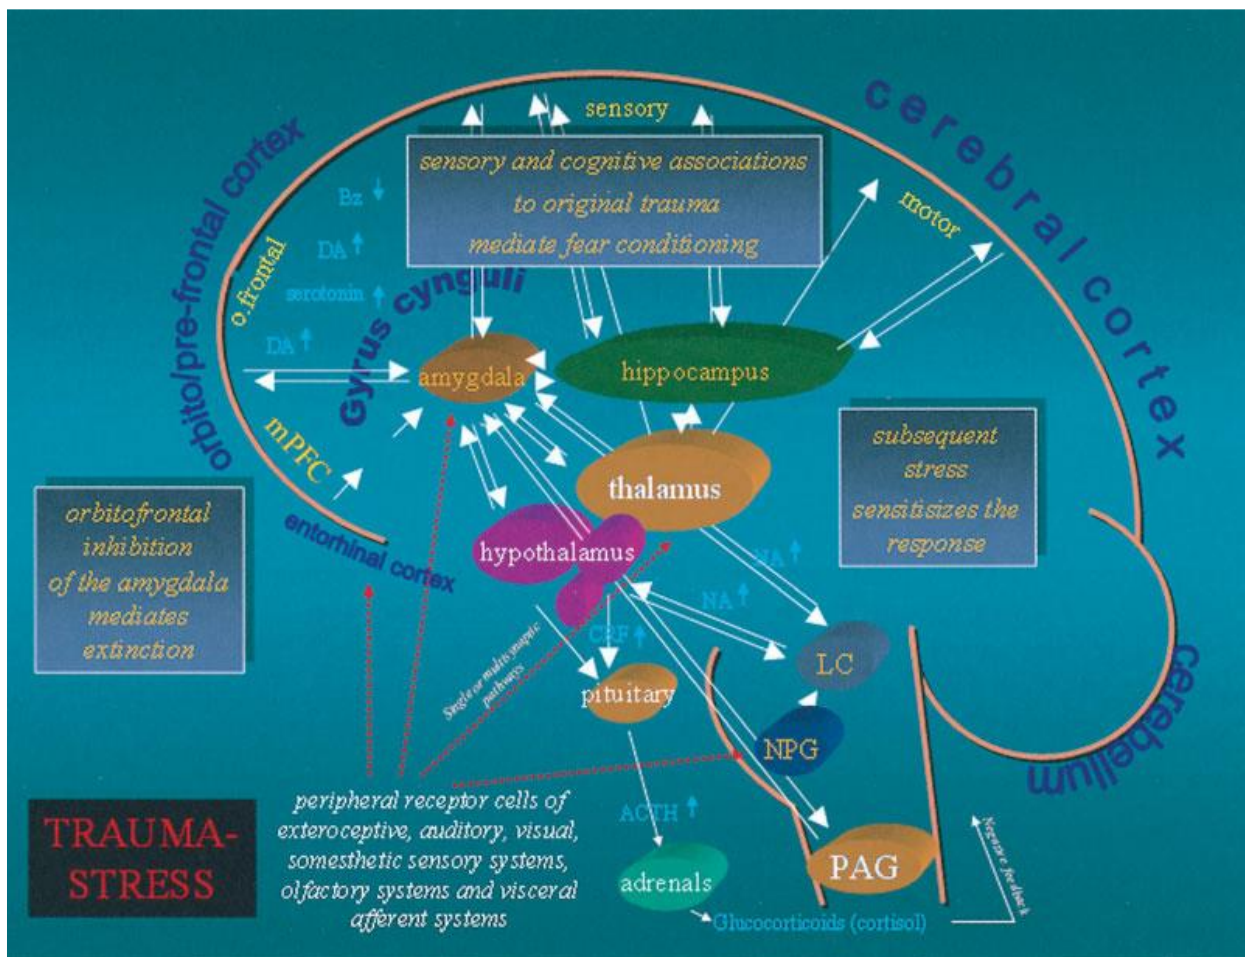 cerebral cortex
sensory
sensory and cognitive associations
to original trauma
mediate fear conditioning
orbito/pre-frontal cortex
Bz ↓
DA ↑
serotonin ↑
DA ↑
o.frontal
Gyrus cynguli
motor
amygdala
hippocampus
mPFC
thalamus
subsequent
stress
sensitisizes the
response
orbitofrontal
inhibition
of the amygdala
mediates
extinction
entorhinal cortex
hypothalamus
NA ↑
NA ↑
CRF ↑
LC
Single or multisynaptic
pathways
pituitary
NPG
cerebellum
TRAUMA-
STRESS
peripheral receptor cells of
exteroceptive, auditory, visual,
somesthetic sensory systems,
olfactory systems and visceral
afferent systems
ACTH ↑
adrenals
PAG
Negative feedback
Glucocorticoids (cortisol)